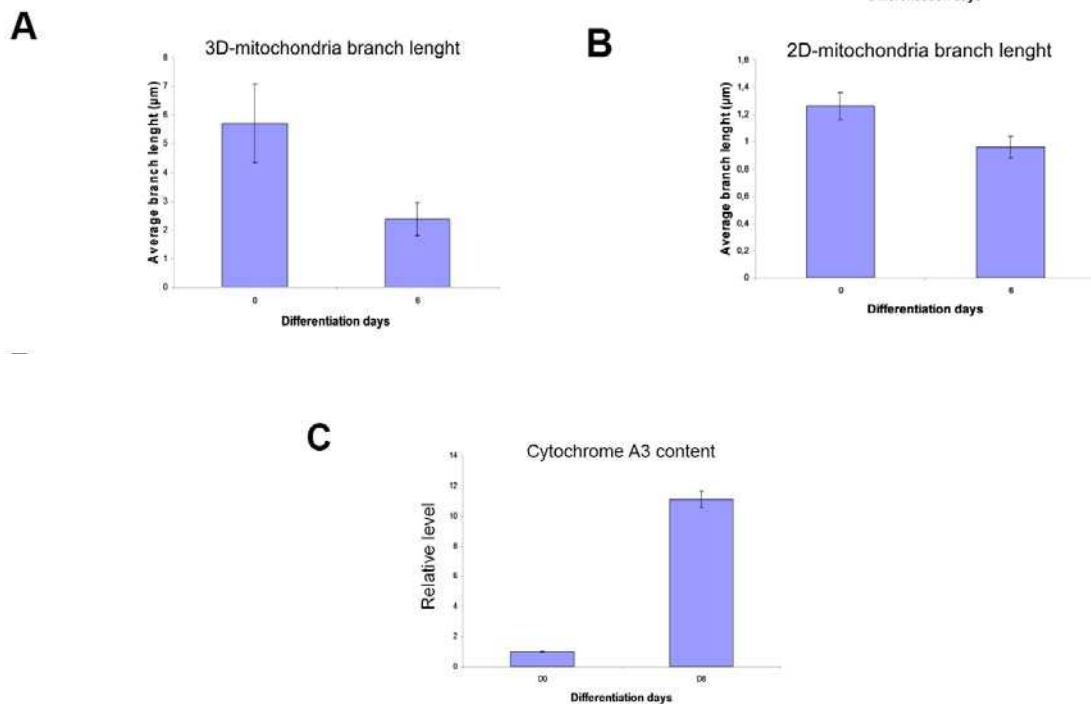 Differentiation days
A
3D-mitochondria branch lenght
8
7
6
5
4
3
2
1
0
Average branch lenght (µm)
0
6
Differentiation days
B
2D-mitochondria branch lenght
1,6
1,4
1,2
1
0,8
0,6
0,4
0,2
0
Average branch lenght (µm)
0
6
Differentiation days
C
Cytochrome A3 content
14
12
10
8
6
4
2
0
Relative level
D0
Differentiation days